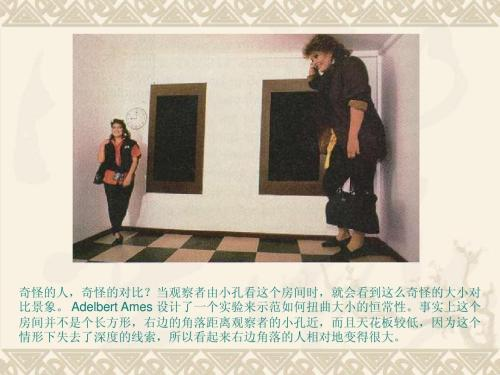 奇怪的人，奇怪的对比？当观察者由小孔看这个房间时，就会看到这么奇怪的大小对
比景象。 Adelbert Ames 设计了一个实验来示范如何扭曲大小的恒常性。事实上这个
房间并不是个长方形，右边的角落距离观察者的小孔近，而且天花板较低，因为这个
情形下失去了深度的线索，所以看起来右边角落的人相对地变得很大。